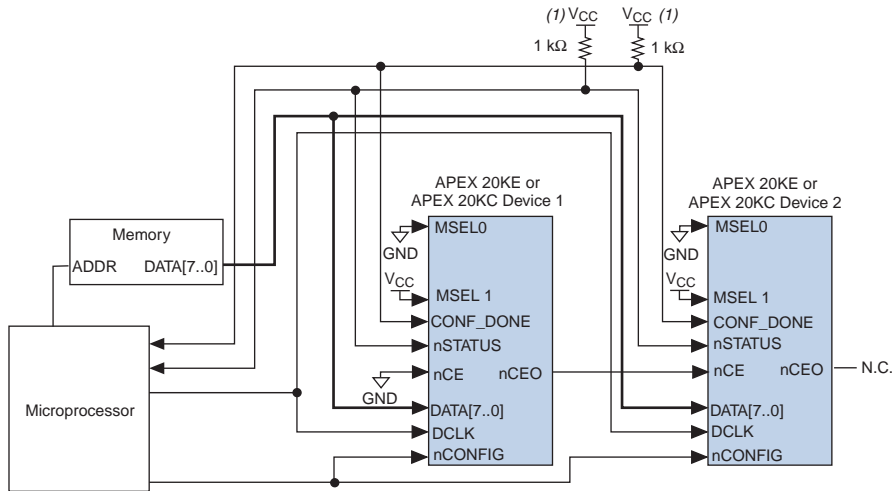 (1) VCC VCC (1)
1 kΩ 1 kΩ
APEX 20KE or
APEX 20KC Device 1
APEX 20KE or
APEX 20KC Device 2
Memory
ADDR DATA[7..0]
Microprocessor
MSEL0
GND
VCC
MSEL 1
CONF_DONE
nSTATUS
nCE nCEO
GND
DATA[7..0]
DCLK
nCONFIG
MSEL0
GND
VCC
MSEL 1
CONF_DONE
nSTATUS
nCE nCEO
N.C.
DATA[7..0]
DCLK
nCONFIG